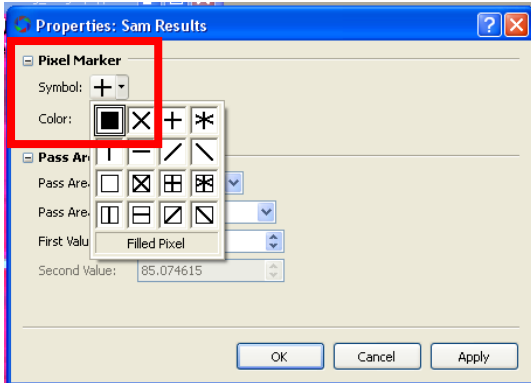 Properties: Sam Results
Pixel Marker
Symbol:
Color:
Pass Ar
Pass Area
Pass Area
First Valu
Filled Pixel
Second Value: 85.074615
OK Cancel Apply